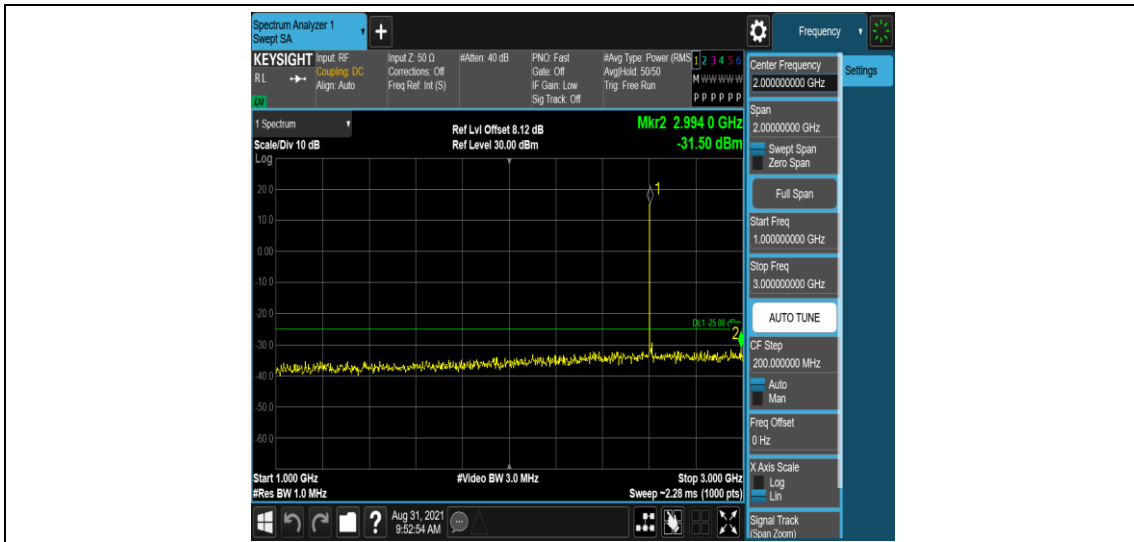 Spectrum Analyzer 1
Swept SA
+
Frequency
KEYSIGHT
RL
LXI
Input: RF
Coupling: DC
Align: Auto
Input Z: 50 Ω
Corrections: Off
Freq Ref: Int (S)
#Atten: 40 dB
PNO: Fast
Gate: Off
IF Gain: Low
Sig Track: Off
#Avg Type: Power (RMS
Avg|Hold: 50/50
Trig: Free Run
1 2 3 4 5 6
M W W W W W
P P P P P P
1 Spectrum
Scale/Div 10 dB
Log
Ref Lvl Offset 8.12 dB
Ref Level 30.00 dBm
Mkr2 2.994 0 GHz
-31.50 dBm
20.0
10.0
0.00
-10.0
-20.0
-30.0
-40.0
-50.0
-60.0
1
DL1 -25.00 dBm
2
Start 1.000 GHz
#Res BW 1.0 MHz
#Video BW 3.0 MHz
Stop 3.000 GHz
Sweep ~2.28 ms (1000 pts)
Center Frequency
2.000000000 GHz
Settings
Span
2.00000000 GHz
Swept Span
Zero Span
Full Span
Start Freq
1.000000000 GHz
Stop Freq
3.000000000 GHz
AUTO TUNE
CF Step
200.000000 MHz
Auto
Man
Freq Offset
0 Hz
X Axis Scale
Log
Lin
Signal Track
(Span Zoom)
?
Aug 31, 2021
9:52:54 AM